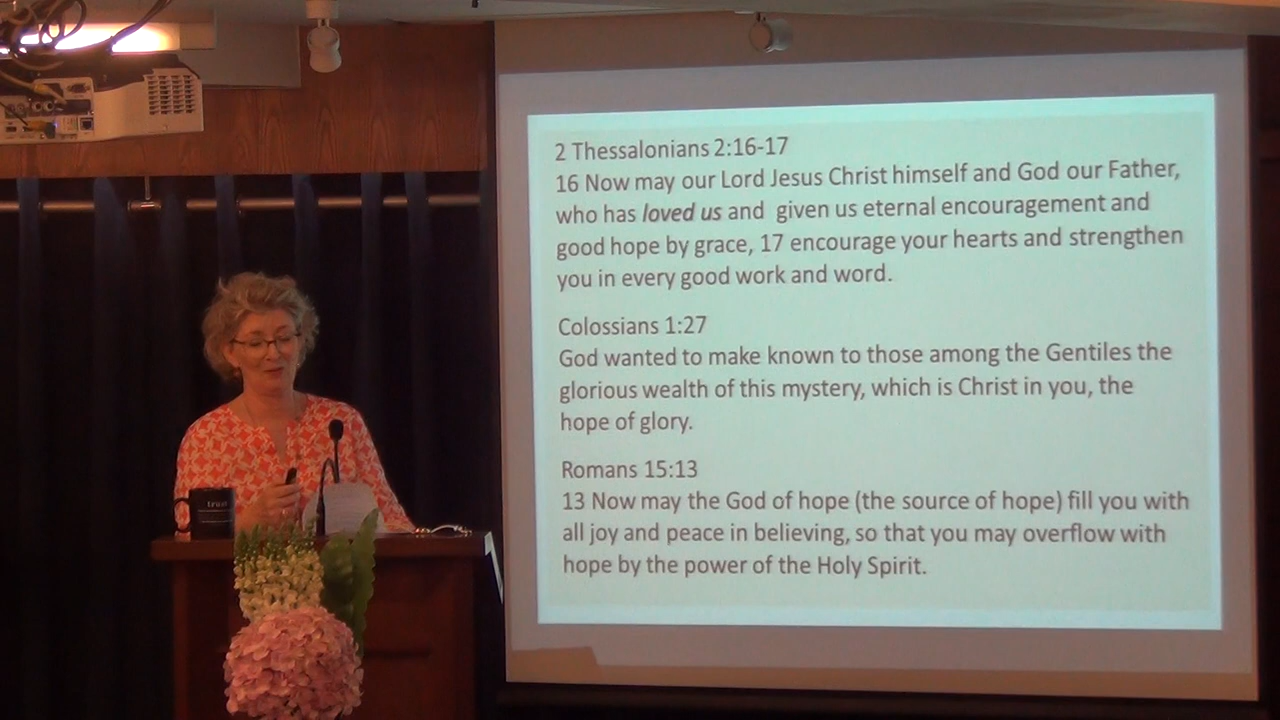 2 Thessalonians 2:16-17
16 Now may our Lord Jesus Christ himself and God our Father,
who has loved us and given us eternal encouragement and
good hope by grace, 17 encourage your hearts and strengthen
you in every good work and word.
Colossians 1:27
God wanted to make known to those among the Gentiles the
glorious wealth of this mystery, which is Christ in you, the
hope of glory.
Romans 15:13
13 Now may the God of hope (the source of hope) fill you with
all joy and peace in believing, so that you may overflow with
hope by the power of the Holy Spirit.
trust